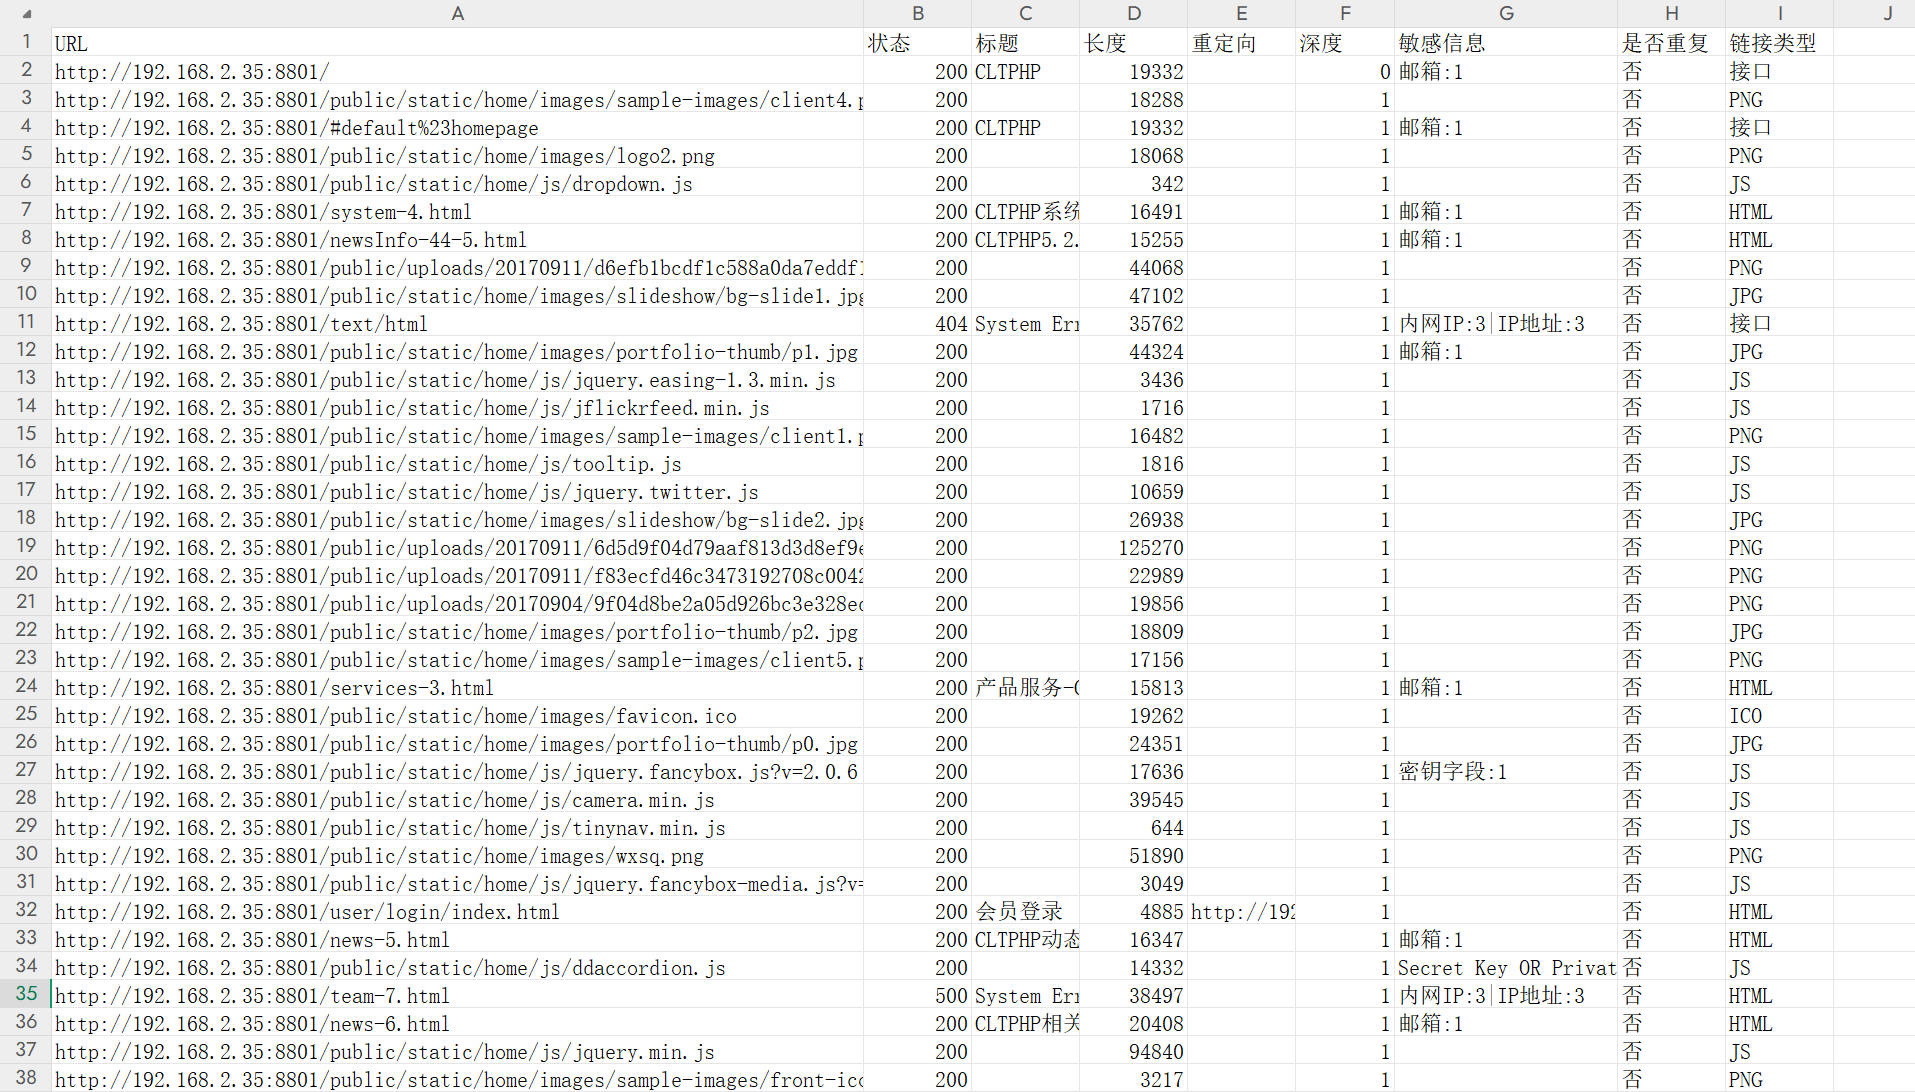 A B C D E F G H I J
1 URL 状态 标题 长度 重定向 深度 敏感信息 是否重复 链接类型
2 http://192.168.2.35:8801/ 200 CLTPHP 19332 0 邮箱:1 否 接口
3 http://192.168.2.35:8801/public/static/home/images/sample-images/client4.p 200 18288 1 否 PNG
4 http://192.168.2.35:8801/#default%23homepage 200 CLTPHP 19332 1 邮箱:1 否 接口
5 http://192.168.2.35:8801/public/static/home/images/logo2.png 200 18068 1 否 PNG
6 http://192.168.2.35:8801/public/static/home/js/dropdown.js 200 342 1 否 JS
7 http://192.168.2.35:8801/system-4.html 200 CLTPHP系统 16491 1 邮箱:1 否 HTML
8 http://192.168.2.35:8801/newsInfo-44-5.html 200 CLTPHP5.2. 15255 1 邮箱:1 否 HTML
9 http://192.168.2.35:8801/public/uploads/20170911/d6efb1bcdf1c588a0da7eddf1 200 44068 1 否 PNG
10 http://192.168.2.35:8801/public/static/home/images/slideshow/bg-slide1.jpg 200 47102 1 否 JPG
11 http://192.168.2.35:8801/text/html 404 System Err 35762 1 内网IP:3|IP地址:3 否 接口
12 http://192.168.2.35:8801/public/static/home/images/portfolio-thumb/p1.jpg 200 44324 1 邮箱:1 否 JPG
13 http://192.168.2.35:8801/public/static/home/js/jquery.easing-1.3.min.js 200 3436 1 否 JS
14 http://192.168.2.35:8801/public/static/home/js/jflickrfeed.min.js 200 1716 1 否 JS
15 http://192.168.2.35:8801/public/static/home/images/sample-images/client1.p 200 16482 1 否 PNG
16 http://192.168.2.35:8801/public/static/home/js/tooltip.js 200 1816 1 否 JS
17 http://192.168.2.35:8801/public/static/home/js/jquery.twitter.js 200 10659 1 否 JS
18 http://192.168.2.35:8801/public/static/home/images/slideshow/bg-slide2.jpg 200 26938 1 否 JPG
19 http://192.168.2.35:8801/public/uploads/20170911/6d5d9f04d79aaf813d3d8ef9e 200 125270 1 否 PNG
20 http://192.168.2.35:8801/public/uploads/20170911/f83ecfd46c3473192708c0042 200 22989 1 否 PNG
21 http://192.168.2.35:8801/public/uploads/20170904/9f04d8be2a05d926bc3e328ec 200 19856 1 否 PNG
22 http://192.168.2.35:8801/public/static/home/images/portfolio-thumb/p2.jpg 200 18809 1 否 JPG
23 http://192.168.2.35:8801/public/static/home/images/sample-images/client5.p 200 17156 1 否 PNG
24 http://192.168.2.35:8801/services-3.html 200 产品服务-C 15813 1 邮箱:1 否 HTML
25 http://192.168.2.35:8801/public/static/home/images/favicon.ico 200 19262 1 否 ICO
26 http://192.168.2.35:8801/public/static/home/images/portfolio-thumb/p0.jpg 200 24351 1 否 JPG
27 http://192.168.2.35:8801/public/static/home/js/jquery.fancybox.js?v=2.0.6 200 17636 1 密钥字段:1 否 JS
28 http://192.168.2.35:8801/public/static/home/js/camera.min.js 200 39545 1 否 JS
29 http://192.168.2.35:8801/public/static/home/js/tinynav.min.js 200 644 1 否 JS
30 http://192.168.2.35:8801/public/static/home/images/wxsq.png 200 51890 1 否 PNG
31 http://192.168.2.35:8801/public/static/home/js/jquery.fancybox-media.js?v= 200 3049 1 否 JS
32 http://192.168.2.35:8801/user/login/index.html 200 会员登录 4885 http://192 1 否 HTML
33 http://192.168.2.35:8801/news-5.html 200 CLTPHP动态 16347 1 邮箱:1 否 HTML
34 http://192.168.2.35:8801/public/static/home/js/ddaccordion.js 200 14332 1 Secret Key OR Privat 否 JS
35 http://192.168.2.35:8801/team-7.html 500 System Err 38497 1 内网IP:3|IP地址:3 否 HTML
36 http://192.168.2.35:8801/news-6.html 200 CLTPHP相关 20408 1 邮箱:1 否 HTML
37 http://192.168.2.35:8801/public/static/home/js/jquery.min.js 200 94840 1 否 JS
38 http://192.168.2.35:8801/public/static/home/images/sample-images/front-ico 200 3217 1 否 PNG